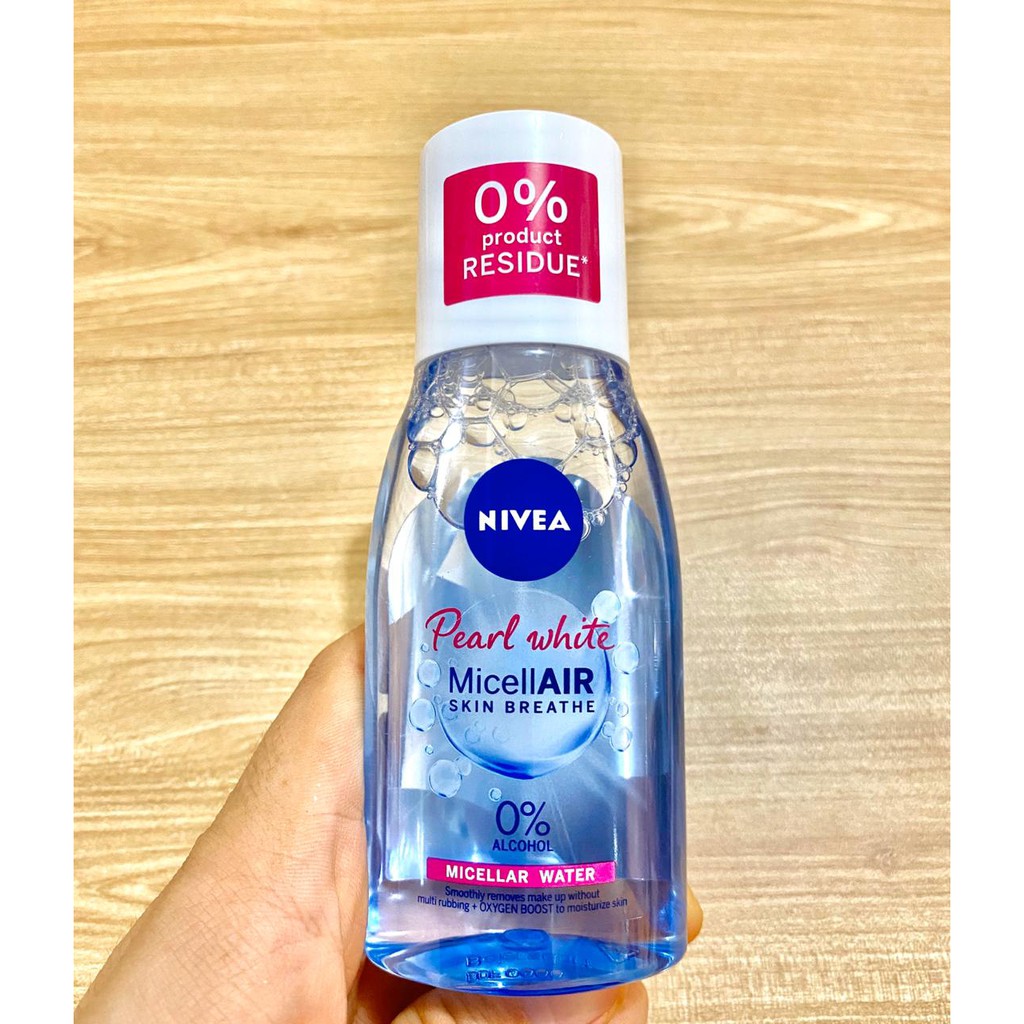 0%
product
RESIDUE*
NIVEA
Pearl white
MicellAIR
SKIN BREATHE
0%
ALCOHOL
MICELLAR WATER
Smoothly removes make up without
multi rubbing + OXYGEN BOOST to moisturize skin